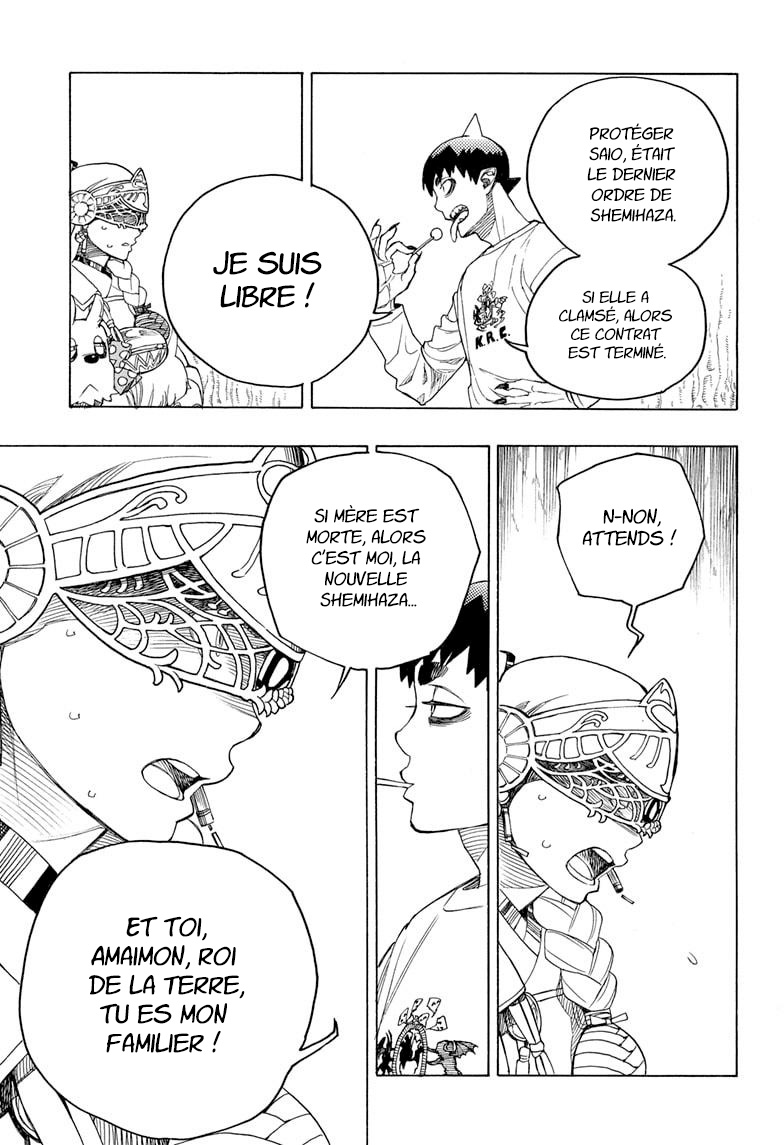 PROTÉGER
SAIO, ÉTAIT
LE DERNIER
ORDRE DE
SHEMIHAZA.
SI ELLE A
CLAMSÉ, ALORS
CE CONTRAT
EST TERMINÉ.
K.R.C.
JE SUIS
LIBRE !
N-NON,
ATTENDS !
SI MÈRE EST
MORTE, ALORS
C'EST MOI, LA
NOUVELLE
SHEMIHAZA...
ET TOI,
AMAIMON, ROI
DE LA TERRE,
TU ES MON
FAMILIER !